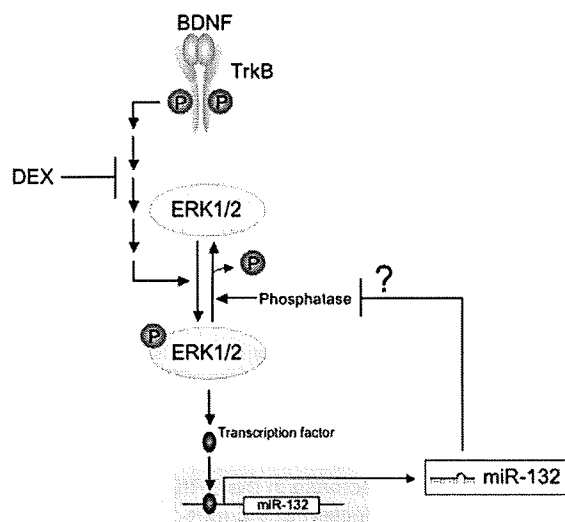 BDNF
TrkB
P P
DEX
ERK1/2
P
?
Phosphatase
P
ERK1/2
Transcription factor
miR-132
miR-132